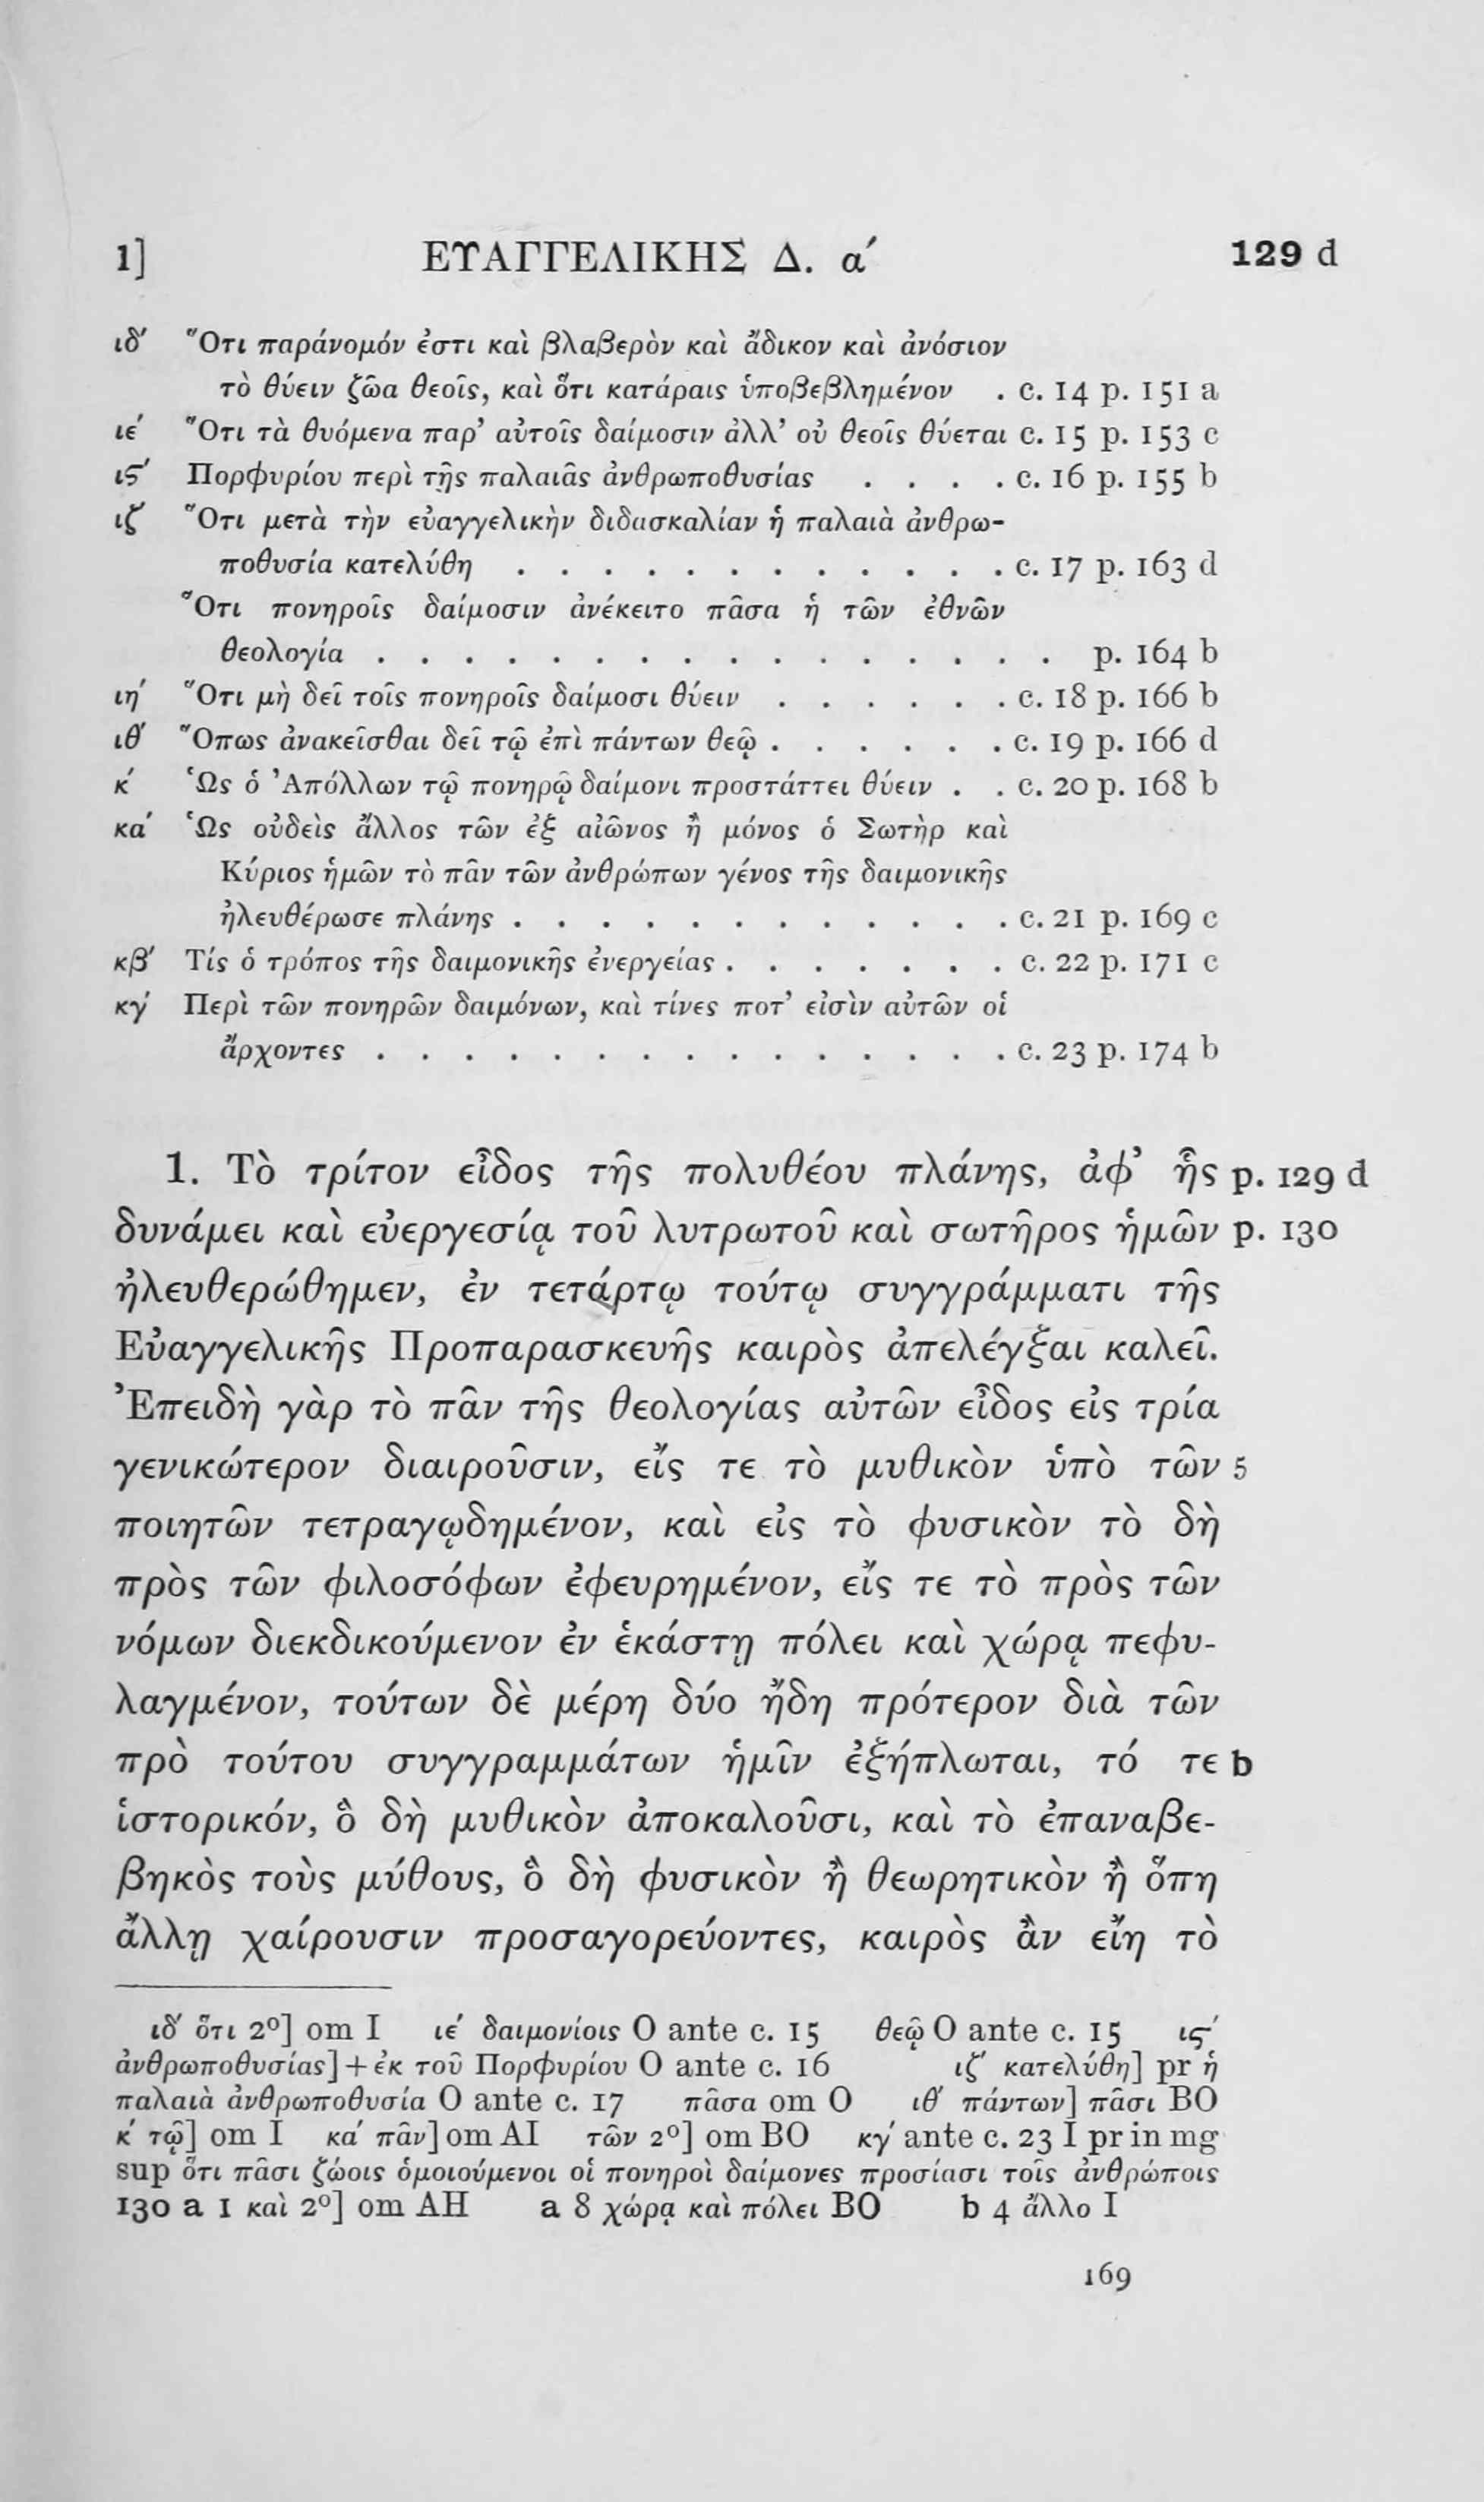 1] ΕΥΑΓΓΕΛΙΚΗΣ Δ. α´ 129 d
ιδ´ Ὅτι παράνομόν ἐστι καὶ βλαβερὸν καὶ ἄδικον καὶ ἀνόσιον
τὸ θύειν ζῶα θεοῖς, καὶ ὅτι κατάραις ὑποβεβλημένον . c. 14 p. 151 a
ιέ Ὅτι τὰ θυόμενα παρ’ αὐτοῖς δαίμοσιν ἀλλ’ οὐ θεοῖς θύεται c. 15 p. 153 c
ις´ Πορφυρίου περὶ τῆς παλαιᾶς ἀνθρωποθυσίας . . . . c. 16 p. 155 b
ιζ´ Ὅτι μετὰ τὴν εὐαγγελικὴν διδασκαλίαν ἡ παλαιὰ ἀνθρω-
ποθυσία κατελύθη . . . . . . . . . . . . c. 17 p. 163 d
Ὅτι πονηροῖς δαίμοσιν ἀνέκειτο πᾶσα ἡ τῶν ἐθνῶν
θεολογία . . . . . . . . . . . . . . . . p. 164 b
ιη´ Ὅτι μὴ δεῖ τοῖς πονηροῖς δαίμοσι θύειν . . . . . . c. 18 p. 166 b
ιθ´ Ὅπως ἀνακεῖσθαι δεῖ τῷ ἐπὶ πάντων θεῷ . . . . . . c. 19 p. 166 d
κ´ Ὡς ὁ Ἀπόλλων τῷ πονηρῷ δαίμονι προστάττει θύειν . . c. 20 p. 168 b
κα´ Ὡς οὐδεὶς ἄλλος τῶν ἐξ αἰῶνος ἢ μόνος ὁ Σωτὴρ καὶ
Κύριος ἡμῶν τὸ πᾶν τῶν ἀνθρώπων γένος τῆς δαιμονικῆς
ἠλευθέρωσε πλάνης . . . . . . . . . . . . c. 21 p. 169 c
κβ´ Τίς ὁ τρόπος τῆς δαιμονικῆς ἐνεργείας . . . . . . . c. 22 p. 171 c
κγ´ Περὶ τῶν πονηρῶν δαιμόνων, καὶ τίνες ποτ’ εἰσὶν αὐτῶν οἱ
ἄρχοντες . . . . . . . . . . . . . . . c. 23 p. 174 b
1. Τὸ τρίτον εἶδος τῆς πολυθέου πλάνης, ἀφ’ ἧς p. 129 d
δυνάμει καὶ εὐεργεσίᾳ τοῦ λυτρωτοῦ καὶ σωτῆρος ἡμῶν p. 130
ἠλευθερώθημεν, ἐν τετάρτῳ τούτῳ συγγράμματι τῆς
Εὐαγγελικῆς Προπαρασκευῆς καιρὸς ἀπελέγξαι καλεῖ.
Ἐπειδὴ γὰρ τὸ πᾶν τῆς θεολογίας αὐτῶν εἶδος εἰς τρία
γενικώτερον διαιροῦσιν, εἴς τε τὸ μυθικὸν ὑπὸ τῶν 5
ποιητῶν τετραγῳδημένον, καὶ εἰς τὸ φυσικὸν τὸ δὴ
πρὸς τῶν φιλοσόφων ἐφευρημένον, εἴς τε τὸ πρὸς τῶν
νόμων διεκδικούμενον ἐν ἑκάστῃ πόλει καὶ χώρᾳ πεφυ-
λαγμένον, τούτων δὲ μέρη δύο ἤδη πρότερον διὰ τῶν
πρὸ τούτου συγγραμμάτων ἡμῖν ἐξήπλωται, τό τε b
ἱστορικόν, ὃ δὴ μυθικὸν ἀποκαλοῦσι, καὶ τὸ ἐπαναβε-
βηκὸς τοὺς μύθους, ὃ δὴ φυσικὸν ἢ θεωρητικὸν ἢ ὅπη
ἄλλῃ χαίρουσιν προσαγορεύοντες, καιρὸς ἂν εἴη τὸ
ιδ´ ὅτι 2⁰] om I ιέ δαιμονίοις O ante c. 15 θεῷ O ante c. 15 ις´
ἀνθρωποθυσίας] + ἐκ τοῦ Πορφυρίου O ante c. 16 ιζ´ κατελύθη] pr ἡ
παλαιὰ ἀνθρωποθυσία O ante c. 17 πᾶσα om O ιθ´ πάντων] πᾶσι BO
κ´ τῷ] om I κα´ πᾶν] om AI τῶν 2⁰] om BO κγ´ ante c. 23 I pr in mg
sup ὅτι πᾶσι ζώοις ὁμοιούμενοι οἱ πονηροὶ δαίμονες προσίασι τοῖς ἀνθρώποις
130 a 1 καὶ 2⁰] om AH a 8 χώρᾳ καὶ πόλει BO b 4 ἄλλο I
169